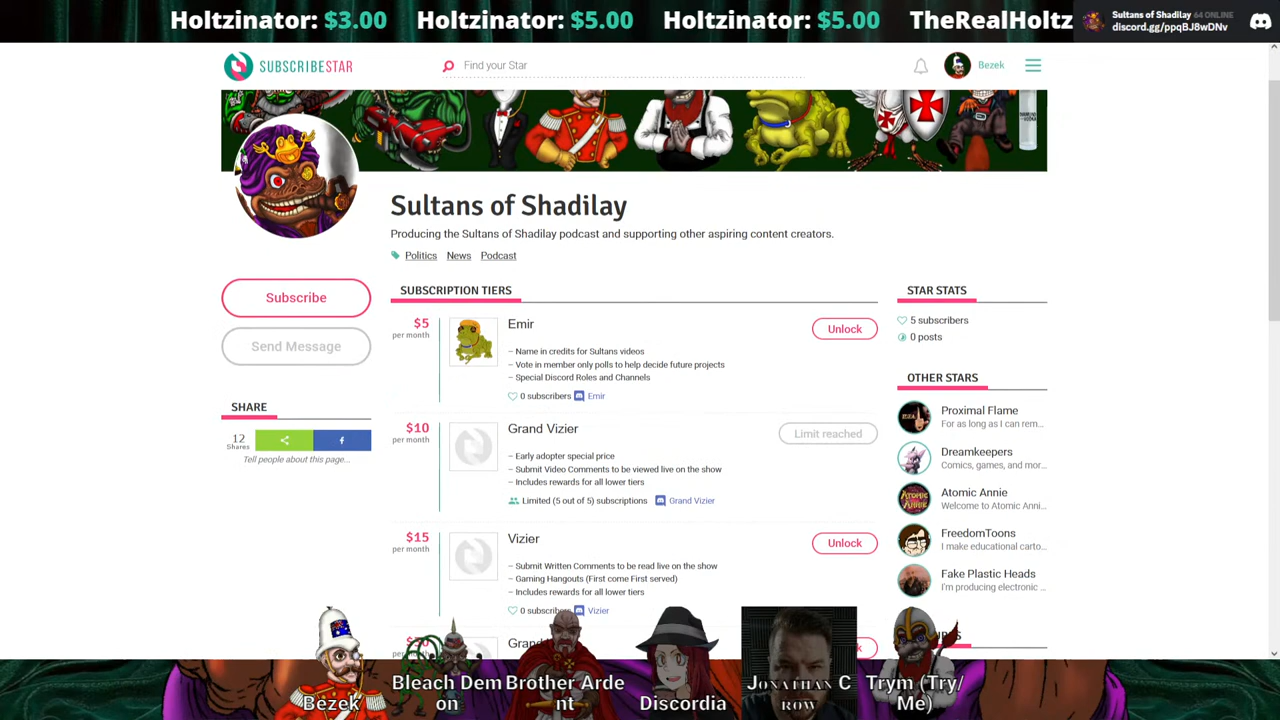 Holtzinator: $3.00 Holtzinator: $5.00 Holtzinator: $5.00 TheRealHoltz
Sultans of Shadilay 64 ONLINE
discord.gg/ppqBJ8wDNv
SUBSCRIBESTAR
Find your Star
Bezek
Sultans of Shadilay
Producing the Sultans of Shadilay podcast and supporting other aspiring content creators.
Politics News Podcast
Subscribe
Send Message
SHARE
12
Shares
Tell people about this page...
SUBSCRIPTION TIERS
$5
per month
Emir
Unlock
– Name in credits for Sultans videos
– Vote in member only polls to help decide future projects
– Special Discord Roles and Channels
0 subscribers Emir
$10
per month
Grand Vizier
Limit reached
– Early adopter special price
– Submit Video Comments to be viewed live on the show
– Includes rewards for all lower tiers
Limited (5 out of 5) subscriptions Grand Vizier
$15
per month
Vizier
Unlock
– Submit Written Comments to be read live on the show
– Gaming Hangouts (First come First served)
– Includes rewards for all lower tiers
0 subscribers Vizier
STAR STATS
5 subscribers
0 posts
OTHER STARS
Proximal Flame
For as long as I can rem...
Dreamkeepers
Comics, games, and mor...
Atomic Annie
Welcome to Atomic Anni...
FreedomToons
I make educational carto...
Fake Plastic Heads
I'm producing electronic ...
Bezek
Bleach Dem
on
Brother Arde
nt
Discordia
Jonathan C
row
Trym (Try/
Me)